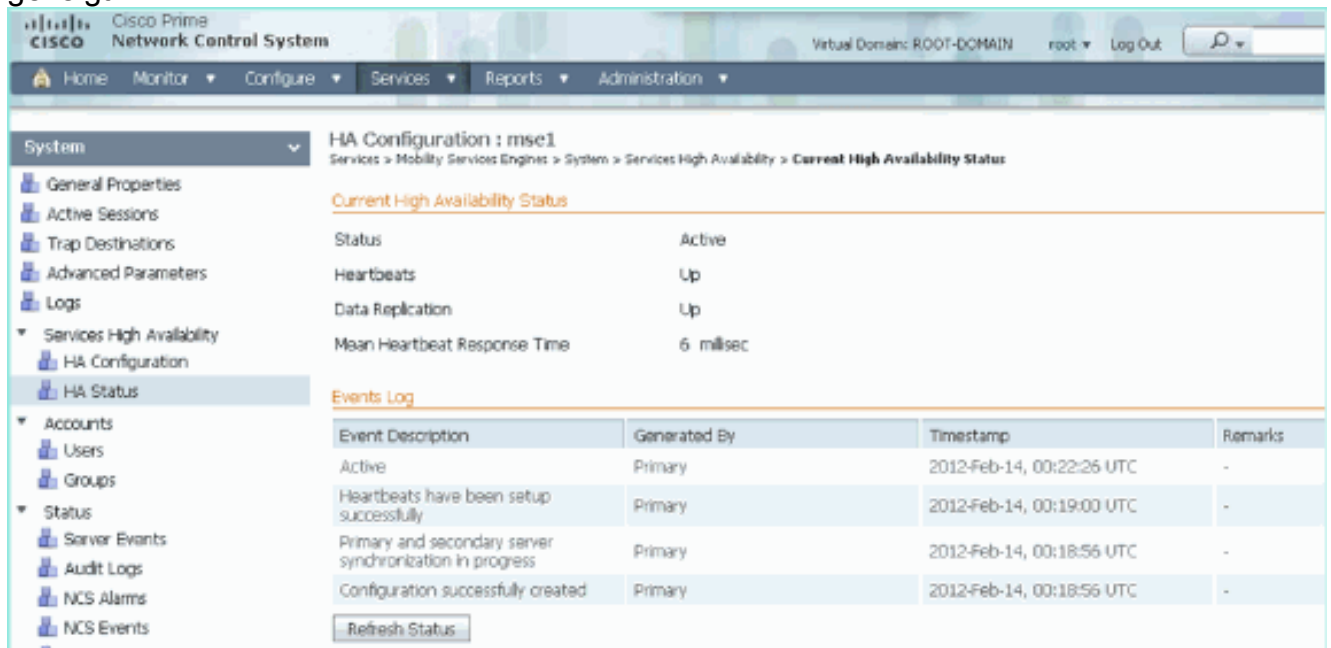 Cisco Prime
CISCO Network Control System
Virtual Domain: ROOT-DOMAIN root Log Out
Home Monitor Configure Services Reports Administration
System
General Properties
Active Sessions
Trap Destinations
Advanced Parameters
Logs
Services High Availability
HA Configuration
HA Status
Accounts
Users
Groups
Status
Server Events
Audit Logs
NCS Alarms
NCS Events
HA Configuration : mse1
Services > Mobility Services Engines > System > Services High Availability > Current High Availability Status
Current High Availability Status
Status Active
Heartbeats Up
Data Replication Up
Mean Heartbeat Response Time 6 millisec
Events Log
Event Description Generated By Timestamp Remarks
Active Primary 2012-Feb-14, 00:22:26 UTC -
Heartbeats have been setup
successfully Primary 2012-Feb-14, 00:19:00 UTC -
Primary and secondary server
synchronization in progress Primary 2012-Feb-14, 00:18:56 UTC -
Configuration successfully created Primary 2012-Feb-14, 00:18:56 UTC -
Refresh Status